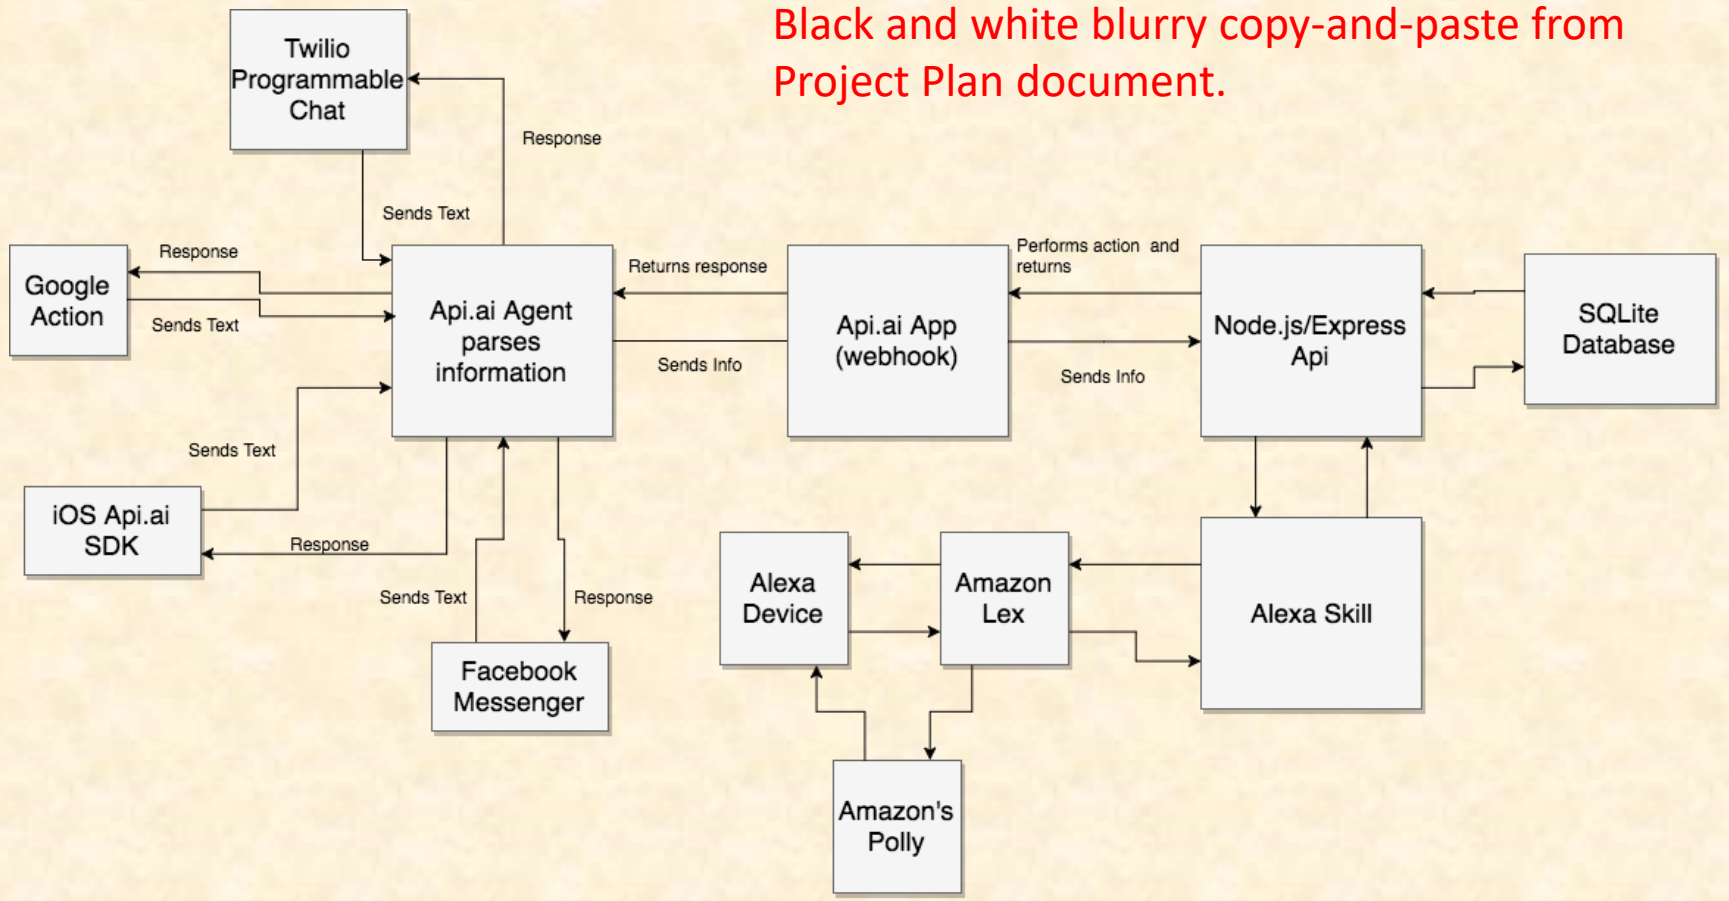 Black and white blurry copy-and-paste from
Project Plan document.
Twilio
Programmable
Chat
Response
Sends Text
Google
Action
Response
Sends Text
Api.ai Agent
parses
information
Returns response
Sends Info
Api.ai App
(webhook)
Performs action and
returns
Sends Info
Node.js/Express
Api
SQLite
Database
Sends Text
iOS Api.ai
SDK
Response
Sends Text
Response
Facebook
Messenger
Alexa
Device
Amazon
Lex
Alexa Skill
Amazon's
Polly